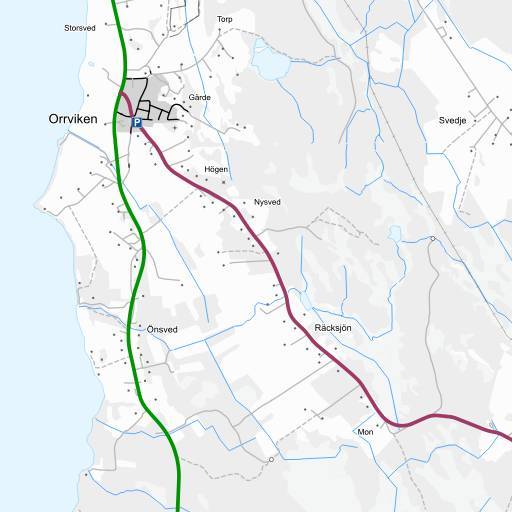 Torp
Storsved
Gärde
Orrviken
P
Svedje
Högen
Nysved
Önsved
Räcksjön
Mon